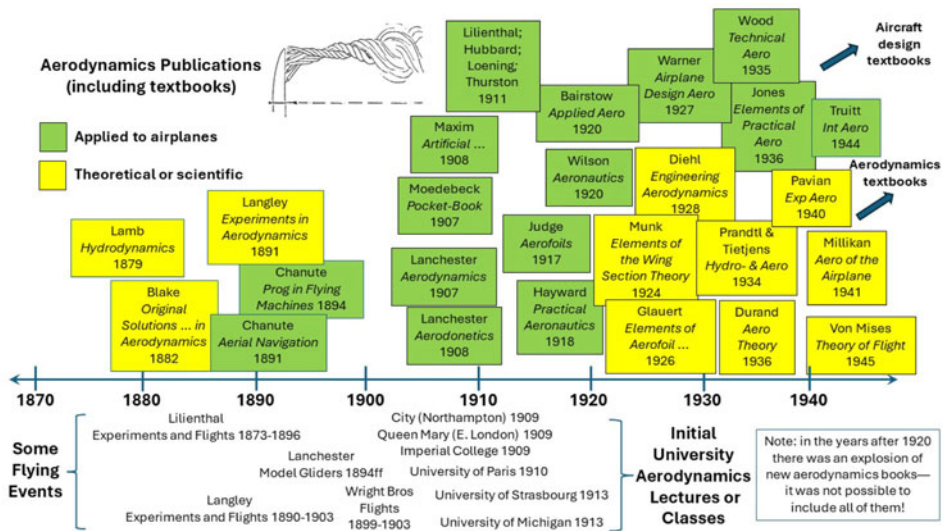 Aerodynamics Publications
(including textbooks)
Applied to airplanes
Theoretical or scientific
Lamb
Hydrodynamics
1879
Blake
Original
Solutions ... in
Aerodynamics
1882
Langley
Experiments in
Aerodynamics
1891
Chanute
Prog in Flying
Machines 1894
Chanute
Aerial Navigation
1891
Lilienthal;
Hubbard;
Loening;
Thurston
1911
Maxim
Artificial ...
1908
Moedebeck
Pocket-Book
1907
Lanchester
Aerodynamics
1907
Lanchester
Aerodonetics
1908
Bairstow
Applied Aero
1920
Wilson
Aeronautics
1920
Judge
Aerofoils
1917
Hayward
Practical
Aeronautics
1918
Warner
Airplane
Design Aero
1927
Diehl
Engineering
Aerodynamics
1928
Munk
Elements of
the Wing
Section Theory
1924
Glauert
Elements of
Aerofoil ...
1926
Wood
Technical
Aero
1935
Jones
Elements of
Practical
Aero
1936
Prandtl &
Tietjens
Hydro- & Aero
1934
Durand
Aero
Theory
1936
Truitt
Int Aero
1944
Pavian
Exp Aero
1940
Millikan
Aero of the
Airplane
1941
Von Mises
Theory of Flight
1945
Aircraft
design
textbooks
Aerodynamics
textbooks
1870 1880 1890 1900 1910 1920 1930 1940
Some
Flying
Events
Lilienthal
Experiments and Flights 1873-1896
Lanchester
Model Gliders 1894ff
Langley
Experiments and Flights 1890-1903
Wright Bros
Flights
1899-1903
City (Northampton) 1909
Queen Mary (E. London) 1909
Imperial College 1909
University of Paris 1910
University of Strasbourg 1913
University of Michigan 1913
Initial
University
Aerodynamics
Lectures or
Classes
Note: in the years after 1920
there was an explosion of
new aerodynamics books—
it was not possible to
include all of them!